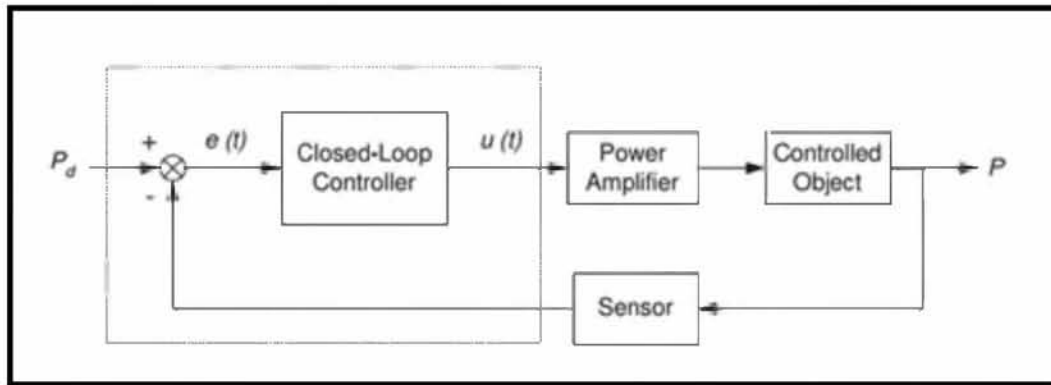 P_d
+
-
e (t)
Closed-Loop
Controller
u (t)
Power
Amplifier
Controlled
Object
P
Sensor